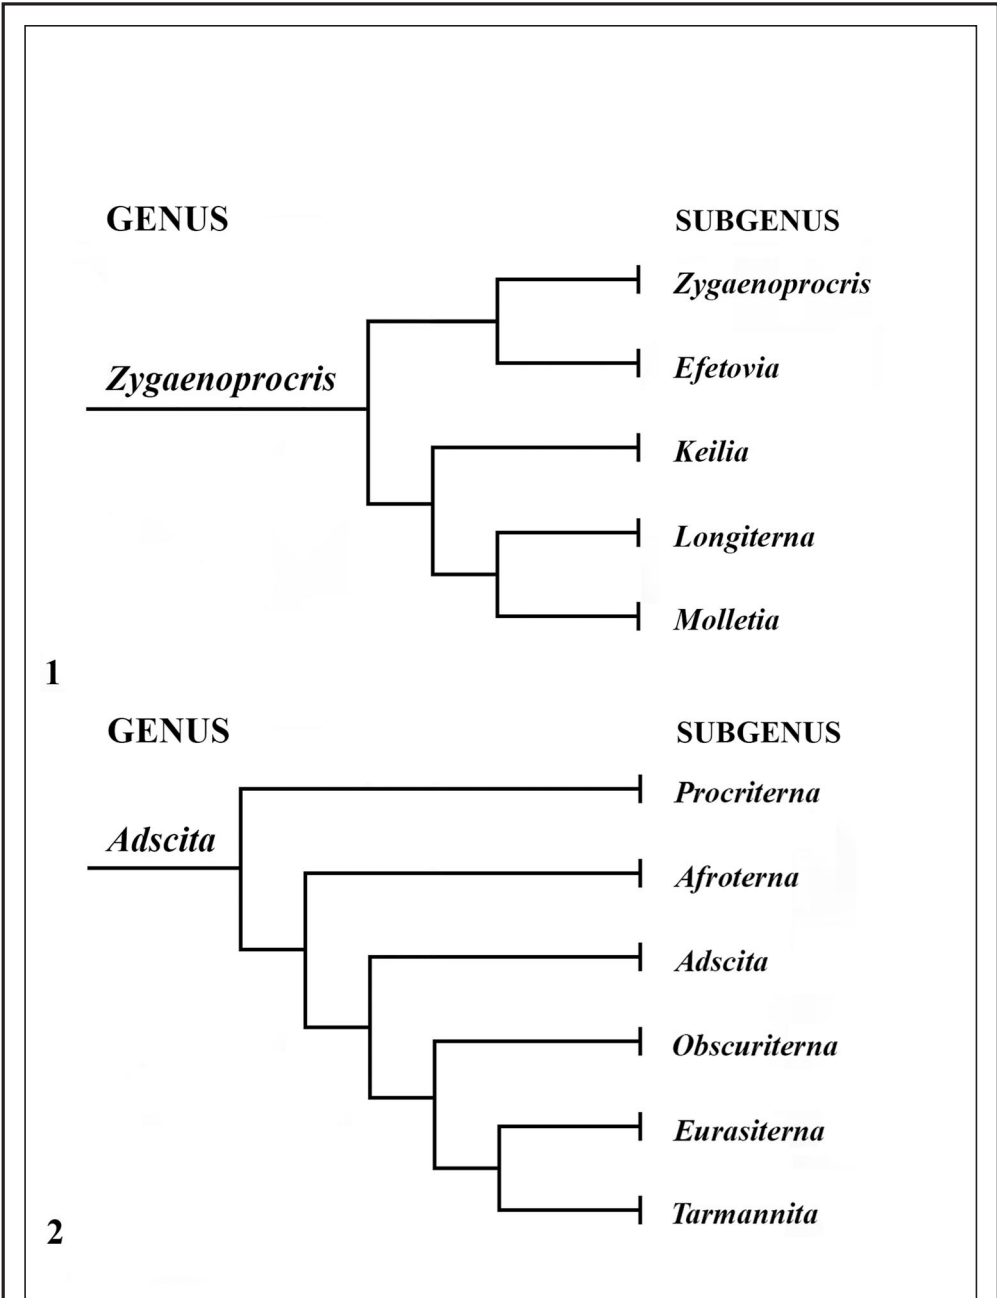 GENUS SUBGENUS
Zygaenoprocris
Efetovia
Zygaenoprocris
Keilia
Longiterna
Molletia
1
GENUS SUBGENUS
Procriterna
Adscita
Afroterna
Adscita
Obscuriterna
Eurasiterna
Tarmannita
2